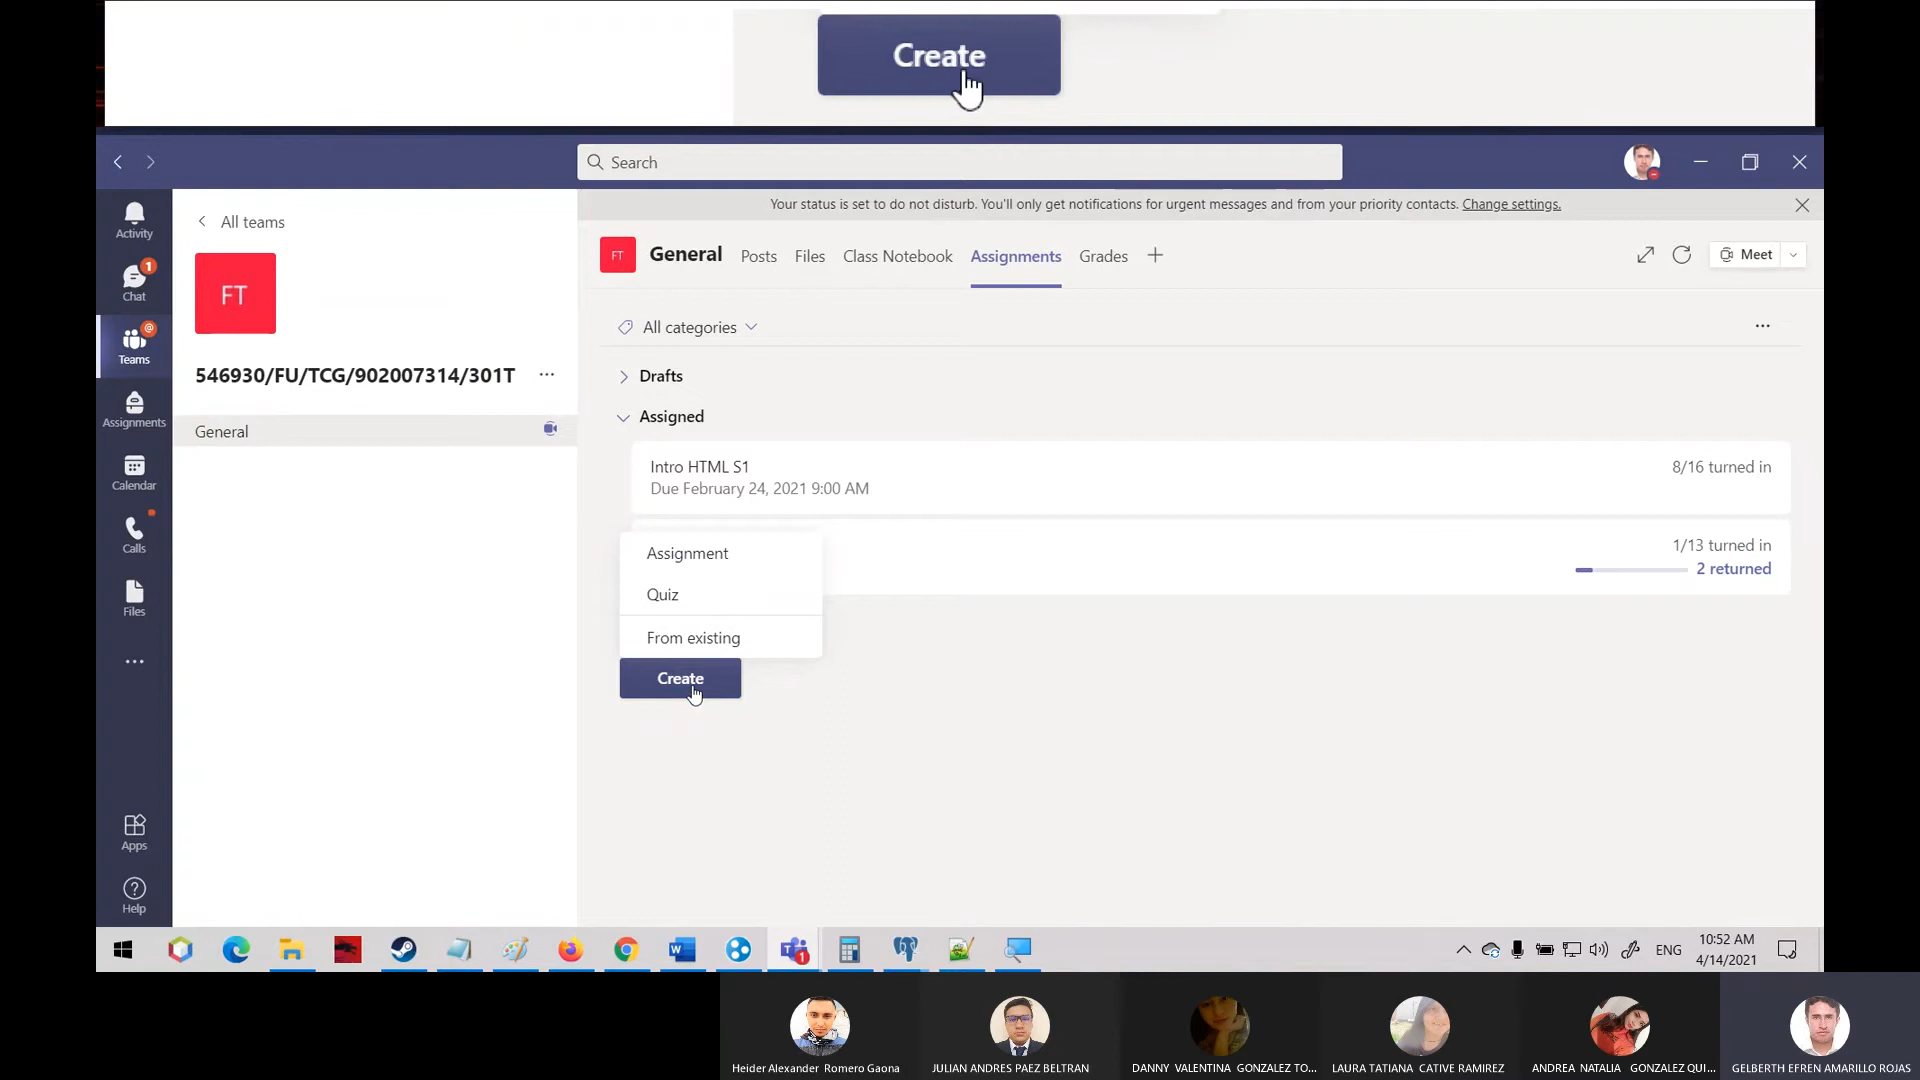 Create
Search
Your status is set to do not disturb. You'll only get notifications for urgent messages and from your priority contacts. Change settings.
Activity
1
Chat
@
Teams
Assignments
Calendar
Calls
Files
Apps
Help
All teams
FT
546930/FU/TCG/902007314/301T
General
FT
General
Posts
Files
Class Notebook
Assignments
Grades
Meet
All categories
Drafts
Assigned
Intro HTML S1
8/16 turned in
Due February 24, 2021 9:00 AM
1/13 turned in
2 returned
Assignment
Quiz
From existing
Create
1
ENG
10:52 AM
4/14/2021
Heider Alexander Romero Gaona
JULIAN ANDRES PAEZ BELTRAN
DANNY VALENTINA GONZALEZ TO...
LAURA TATIANA CATIVE RAMIREZ
ANDREA NATALIA GONZALEZ QUI...
GELBERTH EFREN AMARILLO ROJAS